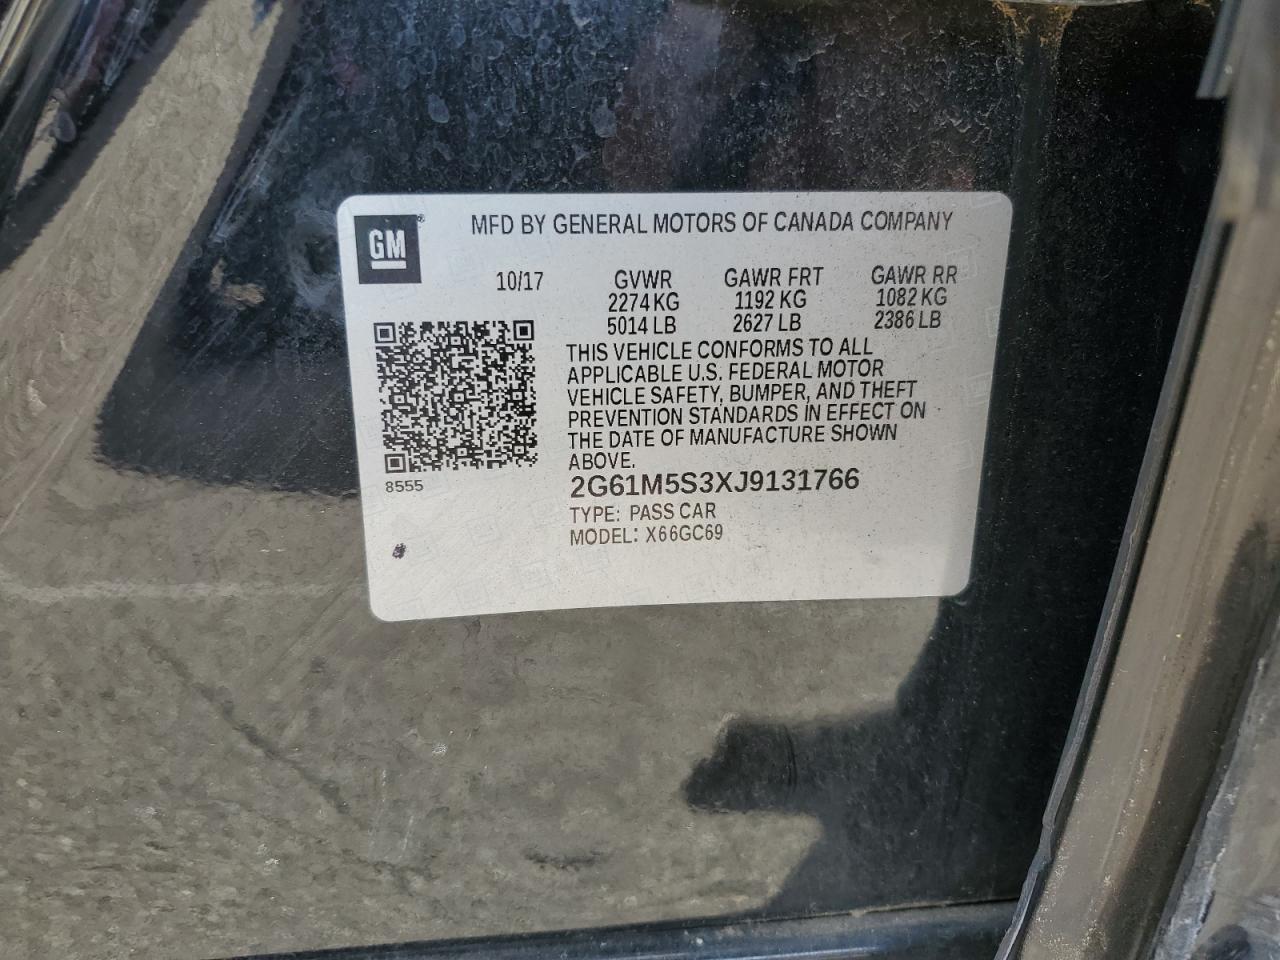 GM®
MFD BY GENERAL MOTORS OF CANADA COMPANY
10/17 GVWR GAWR FRT GAWR RR
2274 KG 1192 KG 1082 KG
5014 LB 2627 LB 2386 LB
THIS VEHICLE CONFORMS TO ALL
APPLICABLE U.S. FEDERAL MOTOR
VEHICLE SAFETY, BUMPER, AND THEFT
PREVENTION STANDARDS IN EFFECT ON
THE DATE OF MANUFACTURE SHOWN
ABOVE.
8555
2G61M5S3XJ9131766
TYPE: PASS CAR
MODEL: X66GC69